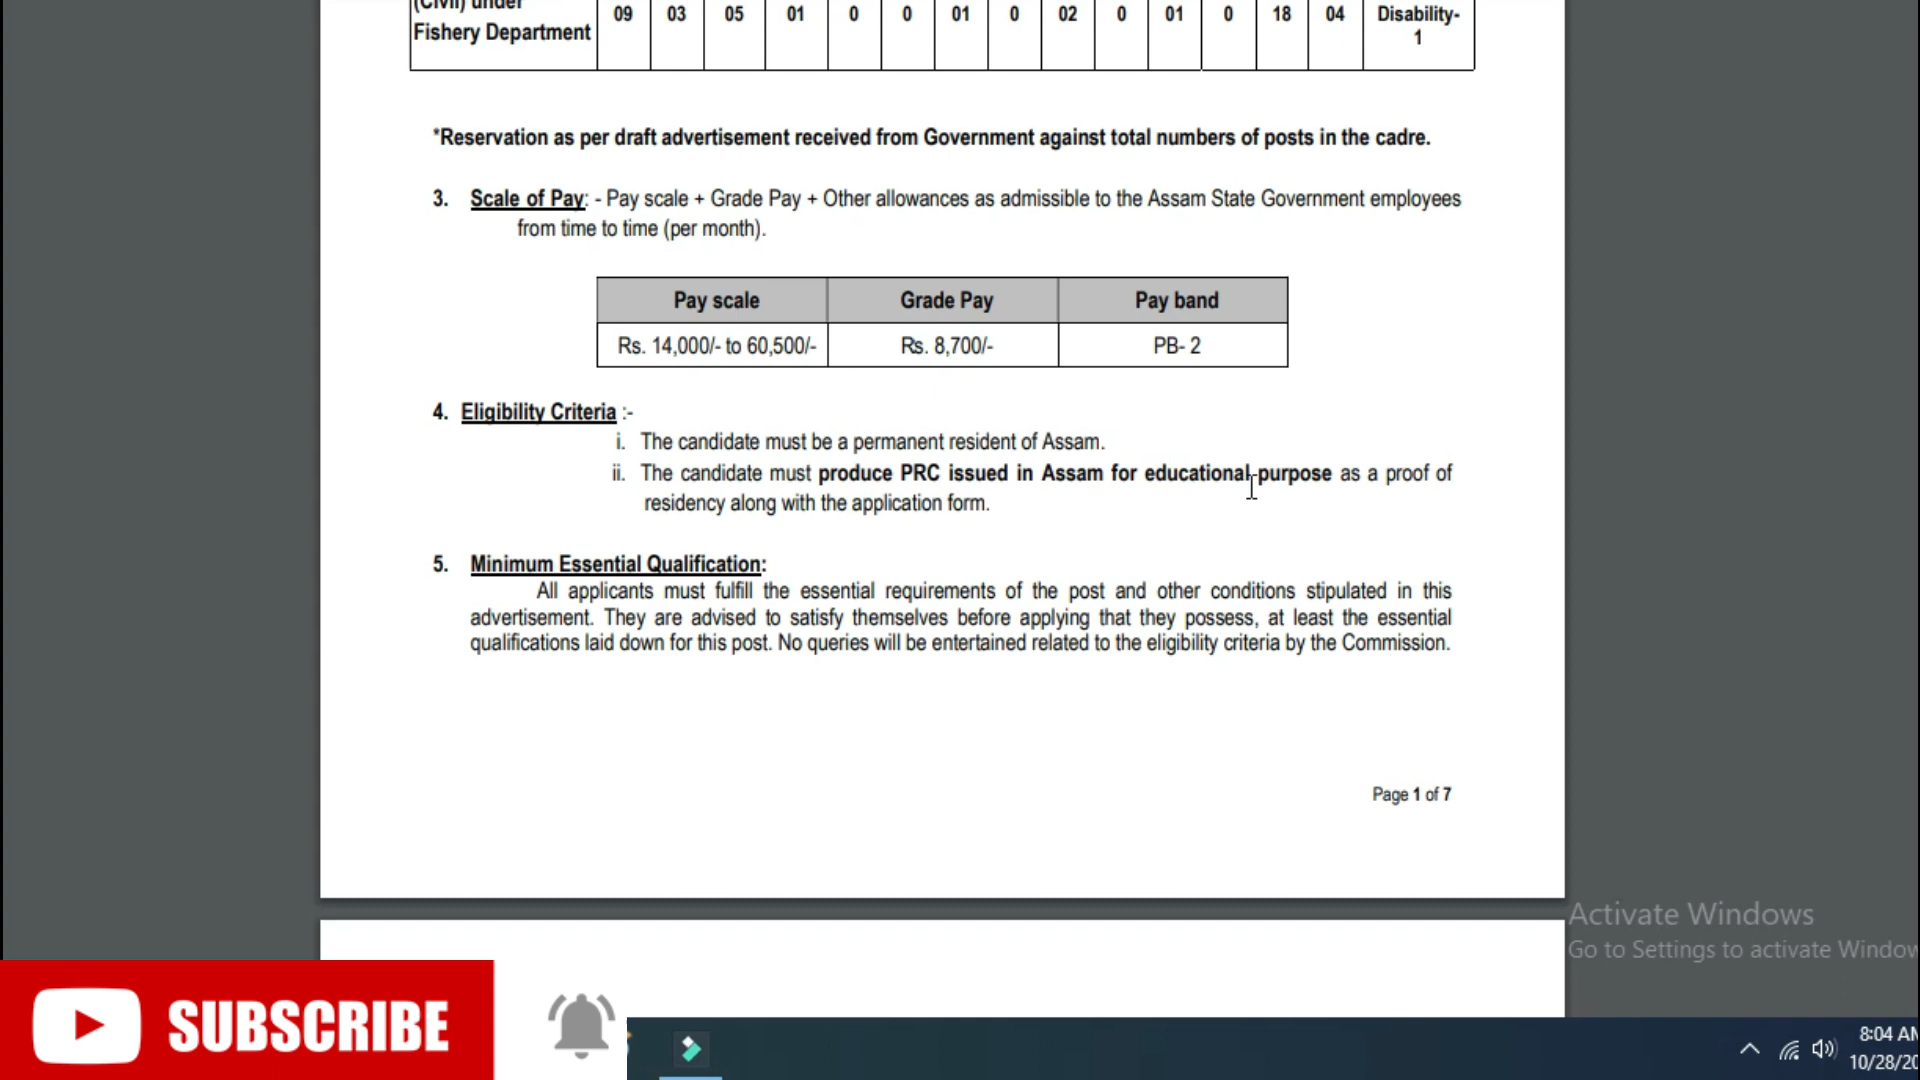 (Civil) under
Fishery Department
09 03 05 01 0 0 01 0 02 0 01 0 18 04 Disability-
1
*Reservation as per draft advertisement received from Government against total numbers of posts in the cadre.
3. Scale of Pay: - Pay scale + Grade Pay + Other allowances as admissible to the Assam State Government employees
from time to time (per month).
Pay scale Grade Pay Pay band
Rs. 14,000/- to 60,500/- Rs. 8,700/- PB- 2
4. Eligibility Criteria :-
i. The candidate must be a permanent resident of Assam.
ii. The candidate must produce PRC issued in Assam for educational purpose as a proof of
residency along with the application form.
5. Minimum Essential Qualification:
All applicants must fulfill the essential requirements of the post and other conditions stipulated in this
advertisement. They are advised to satisfy themselves before applying that they possess, at least the essential
qualifications laid down for this post. No queries will be entertained related to the eligibility criteria by the Commission.
Page 1 of 7
Activate Windows
Go to Settings to activate Window
SUBSCRIBE
8:04 AM
10/28/20